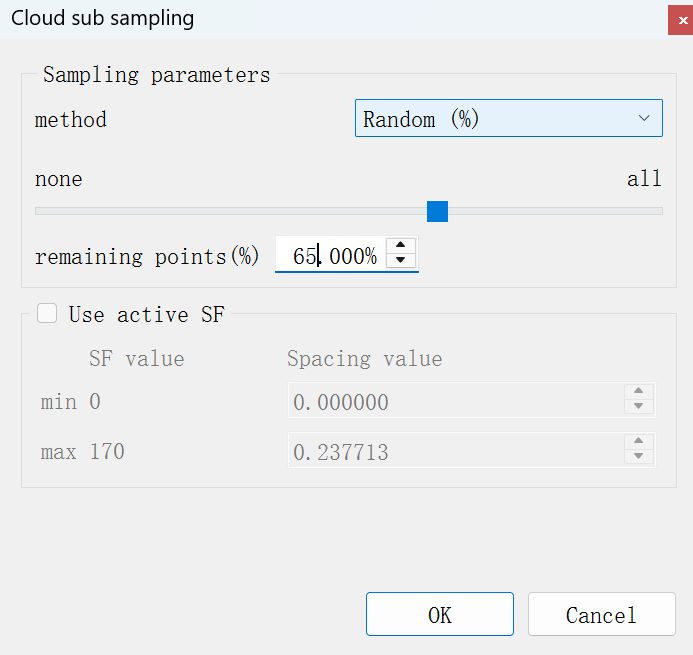 Cloud sub sampling
Sampling parameters
method Random (%)
none all
remaining points(%) 65.000%
Use active SF
SF value Spacing value
min 0 0.000000
max 170 0.237713
OK Cancel